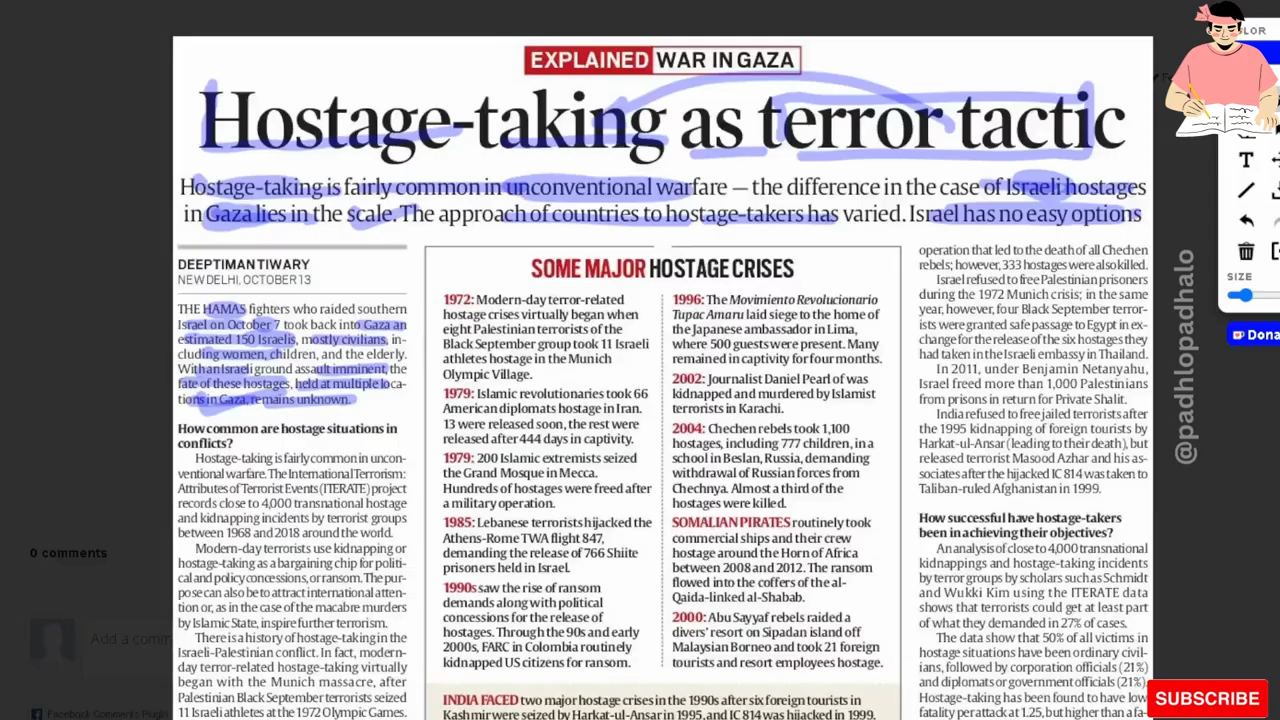 EXPLAINED WAR IN GAZA
Hostage-taking as terror tactic
Hostage-taking is fairly common in unconventional warfare — the difference in the case of Israeli hostages
in Gaza lies in the scale. The approach of countries to hostage-takers has varied. Israel has no easy options
DEEPTIMAN TIWARY
NEW DELHI, OCTOBER 13
THE HAMAS fighters who raided southern
Israel on October 7 took back into Gaza an
estimated 150 Israelis, mostly civilians, in-
cluding women, children, and the elderly.
With an Israeli ground assault imminent, the
fate of these hostages, held at multiple loca-
tions in Gaza, remains unknown.
How common are hostage situations in
conflicts?
Hostage-taking is fairly common in uncon-
ventional warfare. The International Terrorism:
Attributes of Terrorist Events (ITERATE) project
records close to 4,000 transnational hostage
and kidnapping incidents by terrorist groups
between 1968 and 2018 around the world.
Modern-day terrorists use kidnapping or
hostage-taking as a bargaining chip for politi-
cal and policy concessions, or ransom. The pur-
pose can also be to attract international atten-
tion or, as in the case of the macabre murders
by Islamic State, inspire further terrorism.
There is a history of hostage-taking in the
Israeli-Palestinian conflict. In fact, modern-
day terror-related hostage-taking virtually
began with the Munich massacre, after
Palestinian Black September terrorists seized
11 Israeli athletes at the 1972 Olympic Games.
SOME MAJOR HOSTAGE CRISES
1972: Modern-day terror-related
hostage crises virtually began when
eight Palestinian terrorists of the
Black September group took 11 Israeli
athletes hostage in the Munich
Olympic Village.
1979: Islamic revolutionaries took 66
American diplomats hostage in Iran.
13 were released soon, the rest were
released after 444 days in captivity.
1979: 200 Islamic extremists seized
the Grand Mosque in Mecca.
Hundreds of hostages were freed after
a military operation.
1985: Lebanese terrorists hijacked the
Athens-Rome TWA flight 847,
demanding the release of 766 Shiite
prisoners held in Israel.
1990s saw the rise of ransom
demands along with political
concessions for the release of
hostages. Through the 90s and early
2000s, FARC in Colombia routinely
kidnapped US citizens for ransom.
1996: The Movimiento Revolucionario
Tupac Amaru laid siege to the home of
the Japanese ambassador in Lima,
where 500 guests were present. Many
remained in captivity for four months.
2002: Journalist Daniel Pearl of was
kidnapped and murdered by Islamist
terrorists in Karachi.
2004: Chechen rebels took 1,100
hostages, including 777 children, in a
school in Beslan, Russia, demanding
withdrawal of Russian forces from
Chechnya. Almost a third of the
hostages were killed.
SOMALIAN PIRATES routinely took
commercial ships and their crew
hostage around the Horn of Africa
between 2008 and 2012. The ransom
flowed into the coffers of the al-
Qaida-linked al-Shabab.
2000: Abu Sayyaf rebels raided a
divers' resort on Sipadan island off
Malaysian Borneo and took 21 foreign
tourists and resort employees hostage.
INDIA FACED two major hostage crises in the 1990s after six foreign tourists in
Kashmir were seized by Harkat-ul-Ansar in 1995, and IC 814 was hijacked in 1999.
operation that led to the death of all Chechen
rebels; however, 333 hostages were also killed.
Israel refused to free Palestinian prisoners
during the 1972 Munich crisis; in the same
year, however, four Black September terror-
ists were granted safe passage to Egypt in ex-
change for the release of the six hostages they
had taken in the Israeli embassy in Thailand.
In 2011, under Benjamin Netanyahu,
Israel freed more than 1,000 Palestinians
from prisons in return for Private Shalit.
India refused to free jailed terrorists after
the 1995 kidnapping of foreign tourists by
Harkat-ul-Ansar (leading to their death), but
released terrorist Masood Azhar and his as-
sociates after the hijacked IC 814 was taken to
Taliban-ruled Afghanistan in 1999.
How successful have hostage-takers
been in achieving their objectives?
An analysis of close to 4,000 transnational
kidnappings and hostage-taking incidents
by terror groups by scholars such as Schmidt
and Wukki Kim using the ITERATE data
shows that terrorists could get at least part
of what they demanded in 27% of cases.
The data show that 50% of all victims in
hostage situations have been ordinary civil-
ians, followed by corporation officials (21%)
and diplomats or government officials (21%).
Hostage-taking has been found to have low
fatality per attack at 1.25, but higher than a fa-
@padhlopadhalo
LOR
T
SIZE
Dona
0 comments
Add a comm
Facebook Comments Plugin
SUBSCRIBE